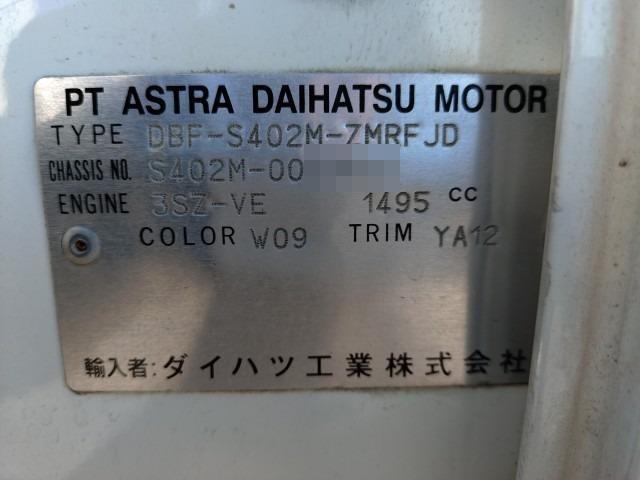 PT ASTRA DAIHATSU MOTOR
TYPE DBF-S402M-ZMRFJD
CHASSIS NO. S402M-00
ENGINE 3SZ-VE 1495 cc
COLOR W09 TRIM YA12
輸入者: ダイハツ工業株式会社